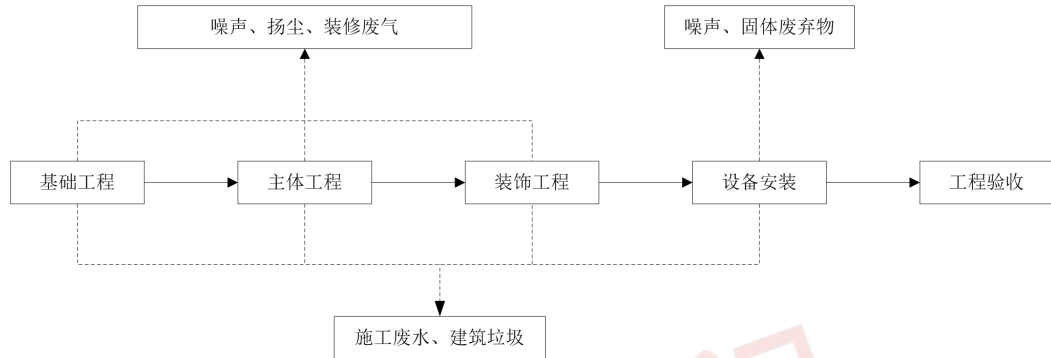 噪声、扬尘、装修废气
噪声、固体废弃物
基础工程
主体工程
装饰工程
设备安装
工程验收
施工废水、建筑垃圾